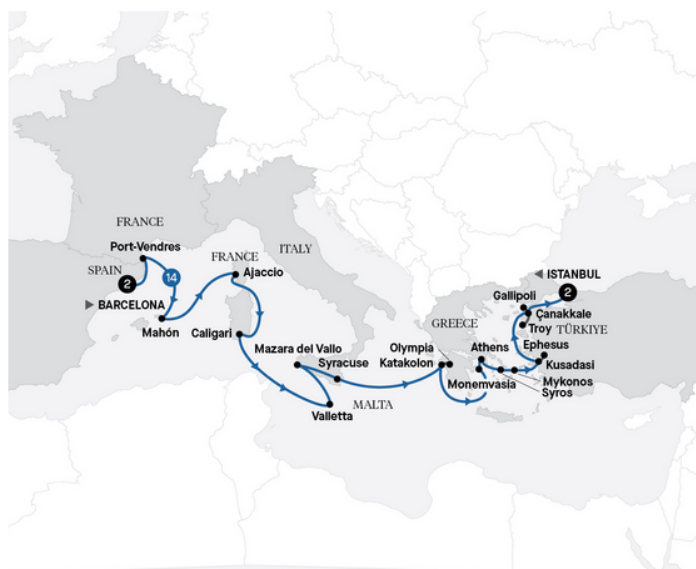 FRANCE
Port-Vendres
SPAIN
2
14
BARCELONA
Mahón
FRANCE
Ajaccio
ITALY
Caligari
Mazara del Vallo
Syracuse
Valletta
MALTA
Olympia
Katakolon
GREECE
Athens
Monemvasia
ISTANBUL
2
Gallipoli
Çanakkale
Troy
TÜRKIYE
Ephesus
Kusadasi
Mykonos
Syros